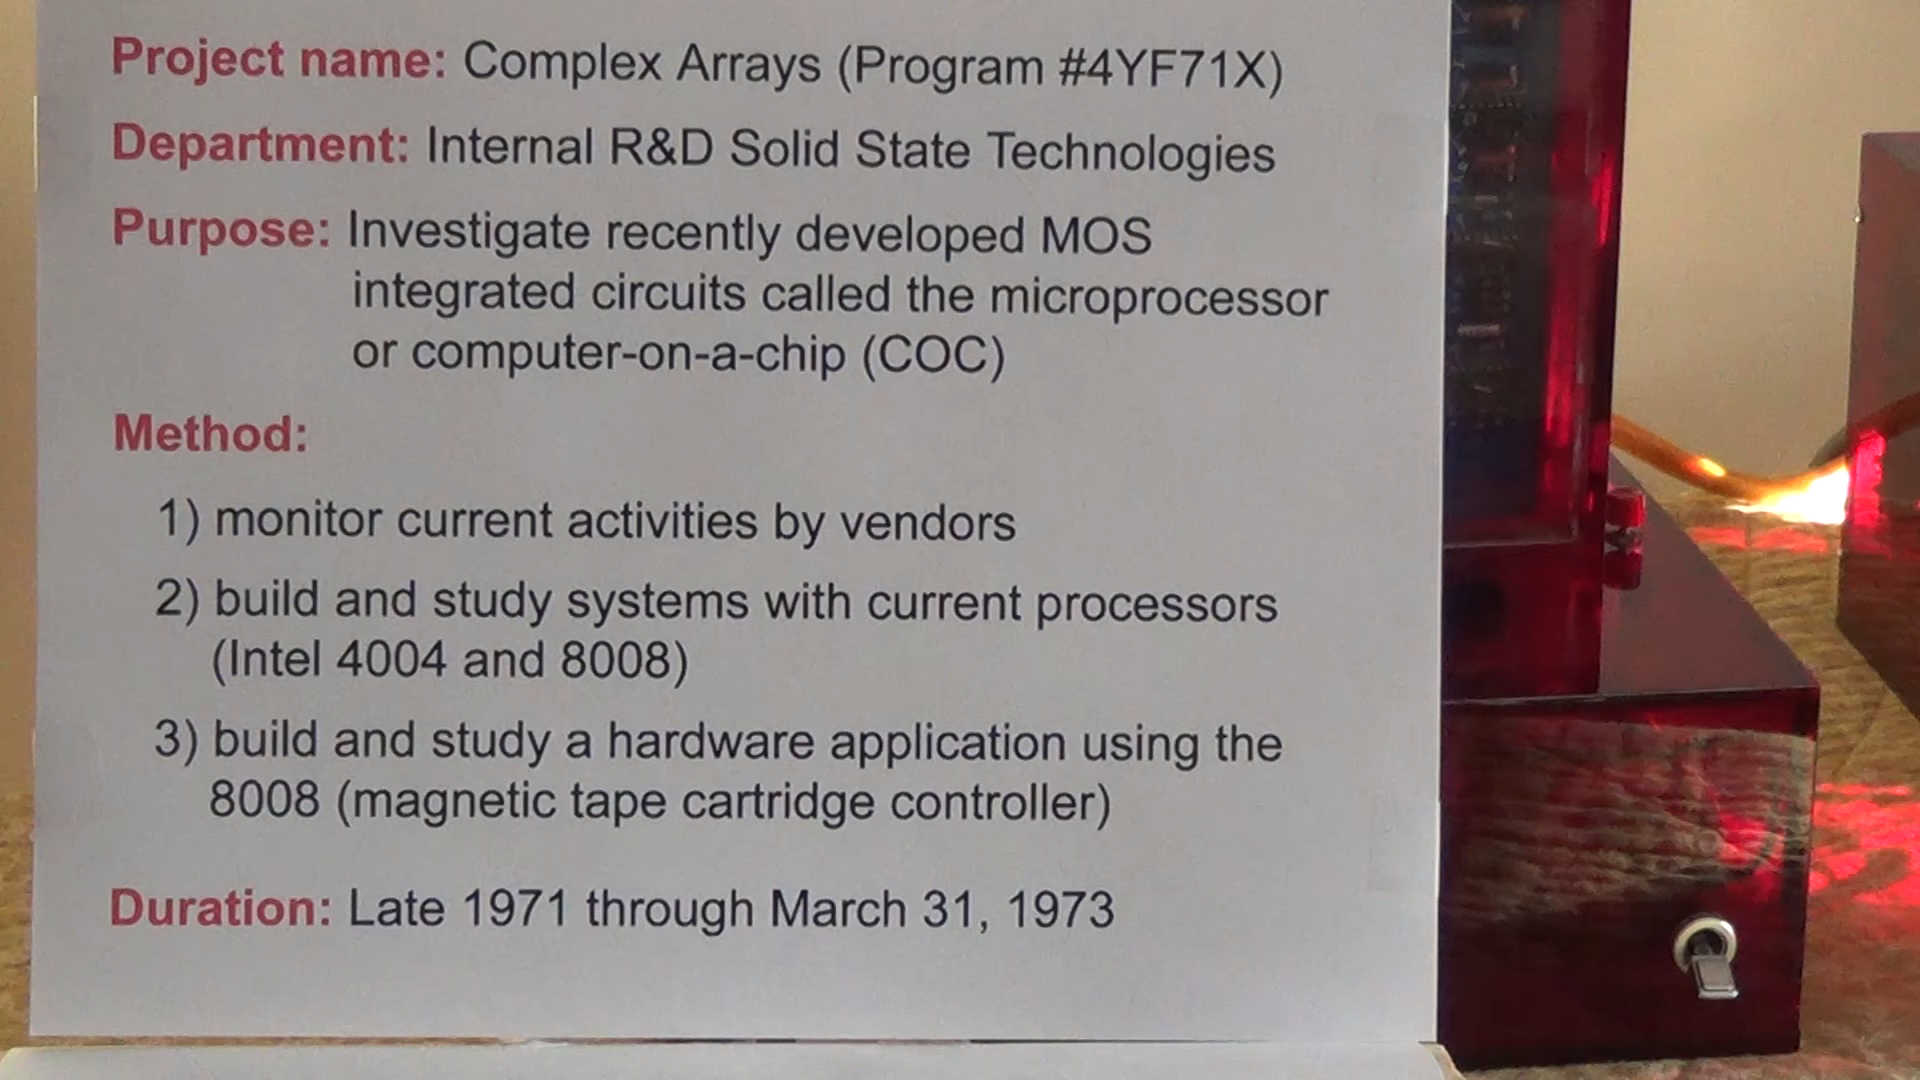 Project name: Complex Arrays (Program #4YF71X)
Department: Internal R&D Solid State Technologies
Purpose: Investigate recently developed MOS
integrated circuits called the microprocessor
or computer-on-a-chip (COC)
Method:
1) monitor current activities by vendors
2) build and study systems with current processors
(Intel 4004 and 8008)
3) build and study a hardware application using the
8008 (magnetic tape cartridge controller)
Duration: Late 1971 through March 31, 1973